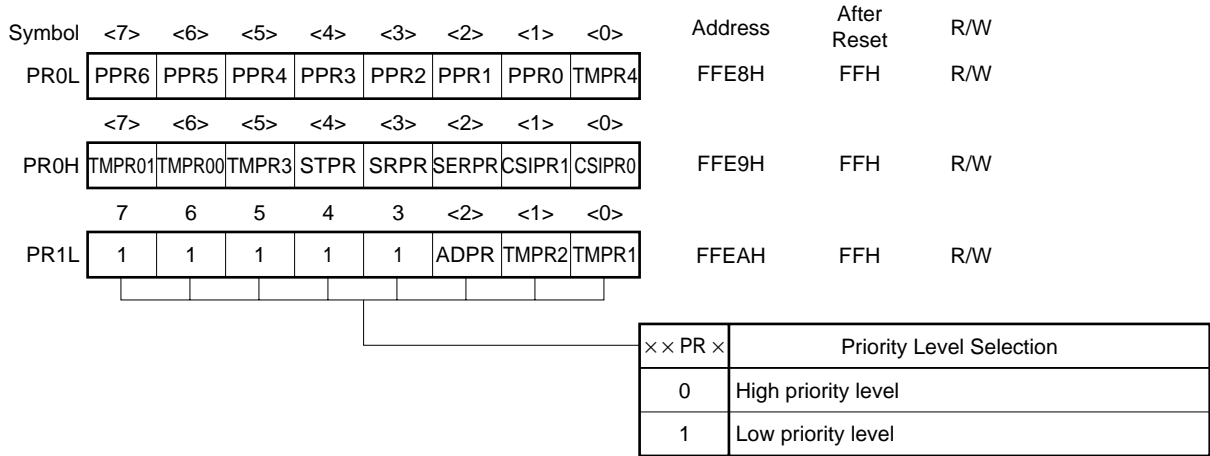 Symbol <7> <6> <5> <4> <3> <2> <1> <0> Address After Reset R/W
PR0L PPR6 PPR5 PPR4 PPR3 PPR2 PPR1 PPR0 TMPR4 FFE8H FFH R/W
<7> <6> <5> <4> <3> <2> <1> <0>
PR0H TMPR01 TMPR00 TMPR3 STPR SRPR SERPR CSIPR1 CSIPR0 FFE9H FFH R/W
7 6 5 4 3 <2> <1> <0>
PR1L 1 1 1 1 1 ADPR TMPR2 TMPR1 FFEAH FFH R/W
××PR× Priority Level Selection
0 High priority level
1 Low priority level